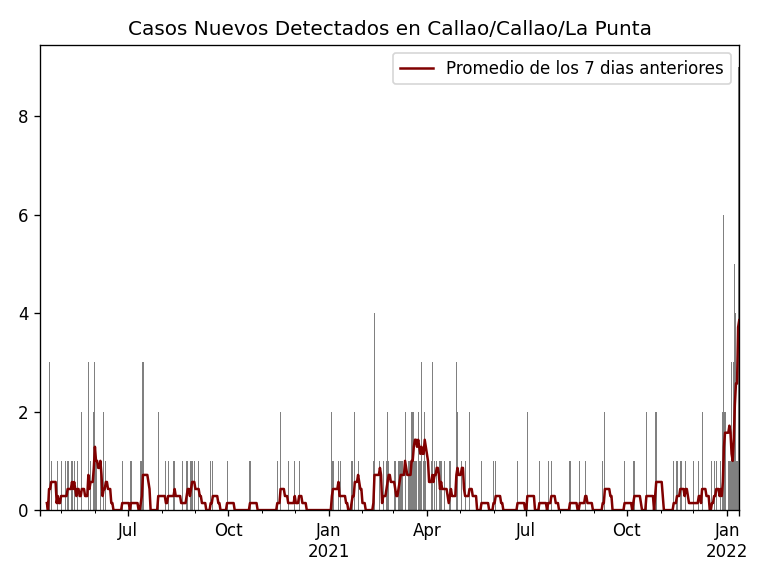 Casos Nuevos Detectados en Callao/Callao/La Punta
Promedio de los 7 dias anteriores
8
6
4
2
0
Jul
Oct
Jan
2021
Apr
Jul
Oct
Jan
2022